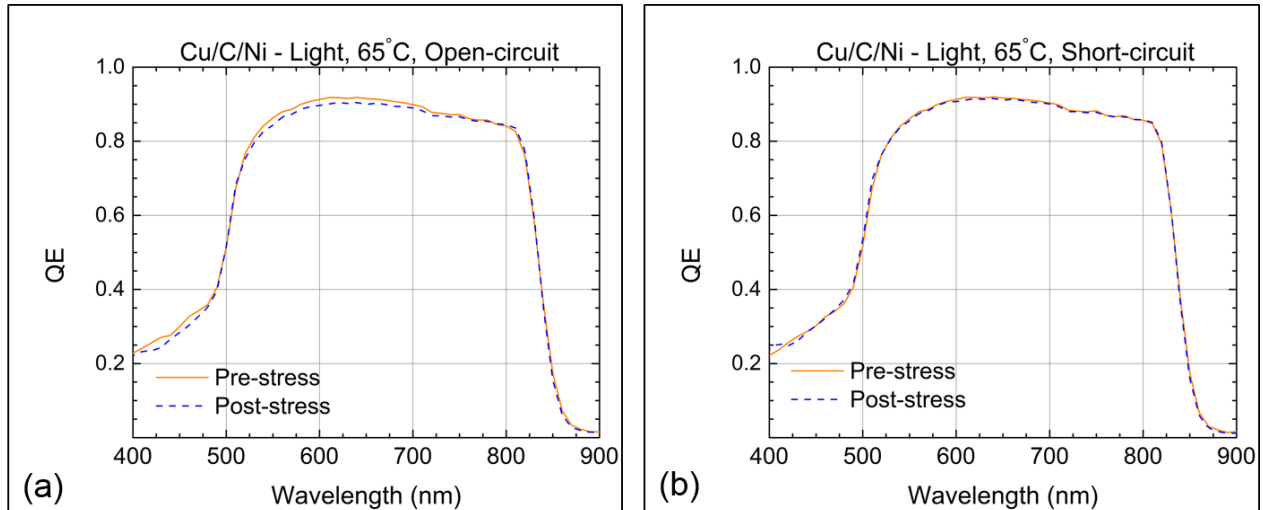 Cu/C/Ni - Light, 65°C, Open-circuit
1.0
0.8
0.6
0.4
0.2
QE
Pre-stress
Post-stress
400 500 600 700 800 900
Wavelength (nm)
(a)
Cu/C/Ni - Light, 65°C, Short-circuit
1.0
0.8
0.6
0.4
0.2
QE
Pre-stress
Post-stress
400 500 600 700 800 900
Wavelength (nm)
(b)